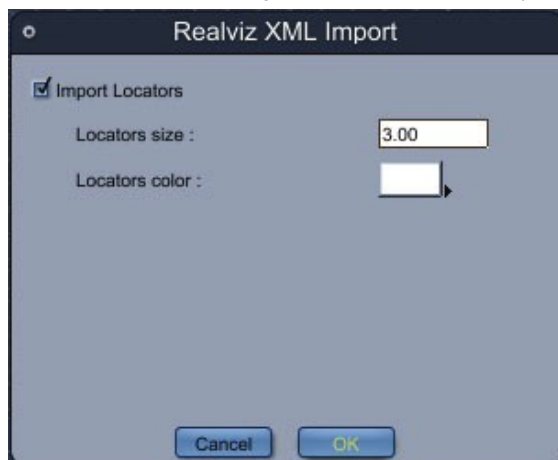 Realviz XML Import
Import Locators
Locators size : 3.00
Locators color :
Cancel OK